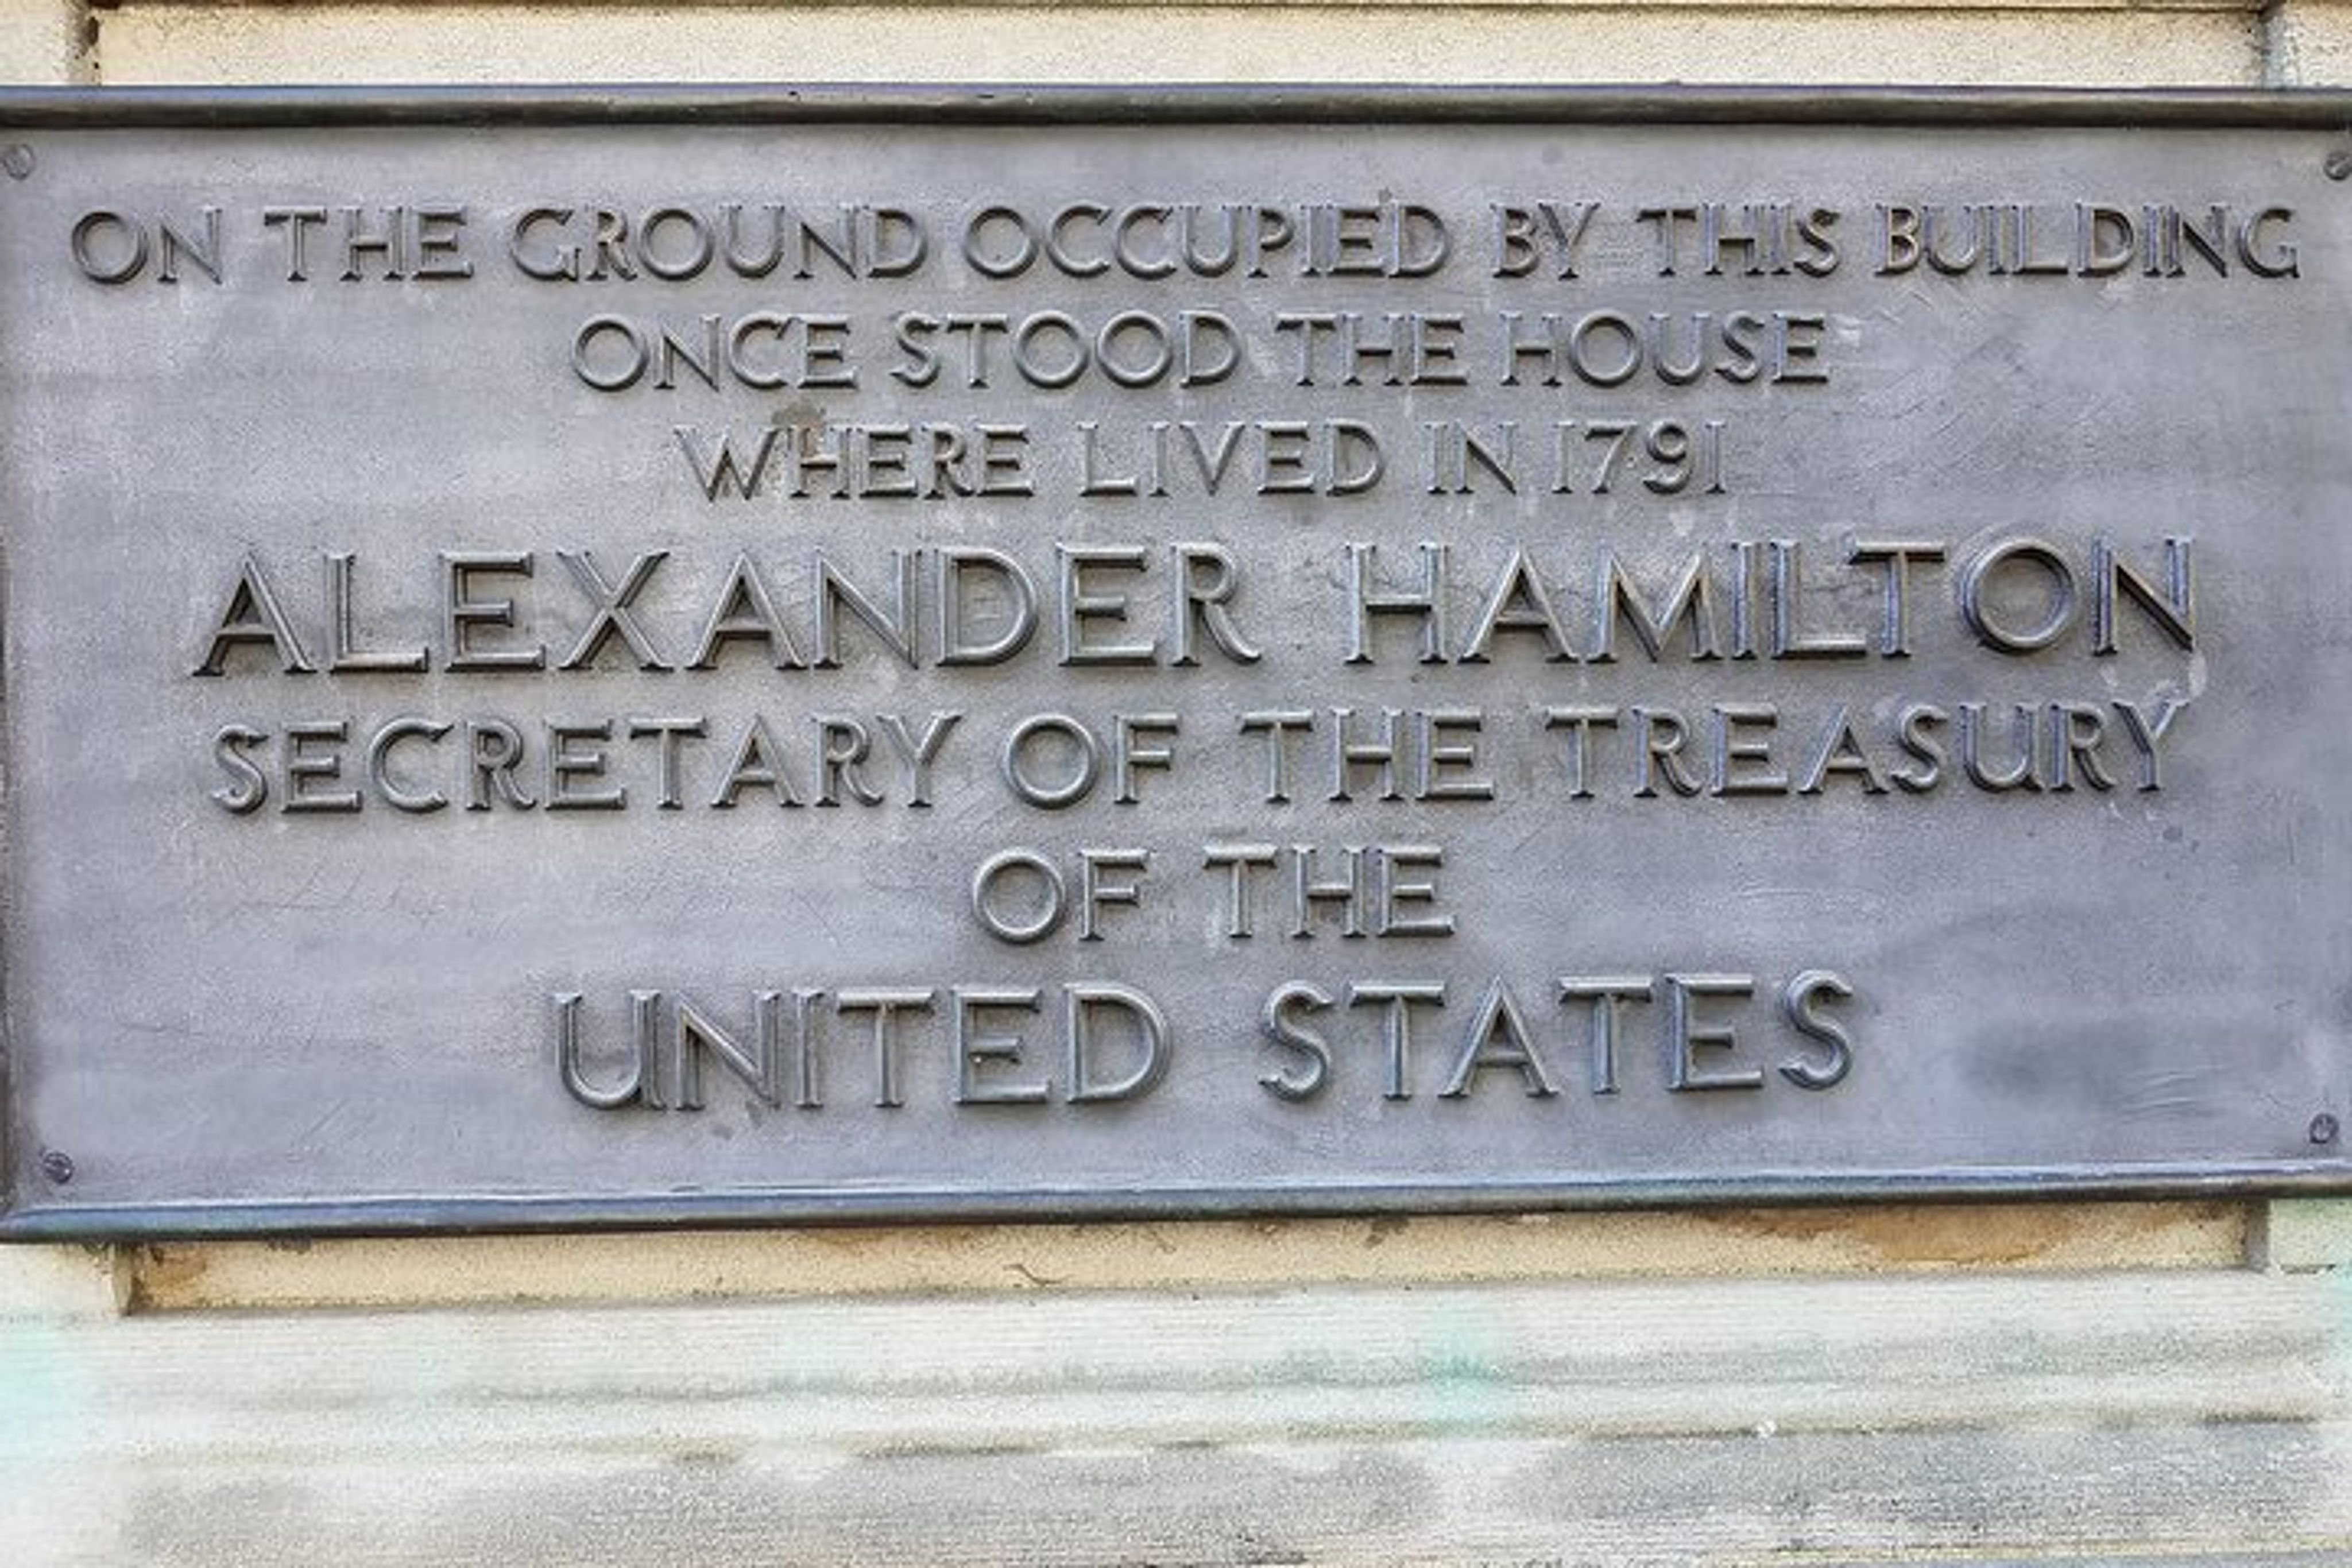 ON THE GROUND OCCUPIED BY THIS BUILDING
ONCE STOOD THE HOUSE
WHERE LIVED IN 1791
ALEXANDER HAMILTON
SECRETARY OF THE TREASURY
OF THE
UNITED STATES